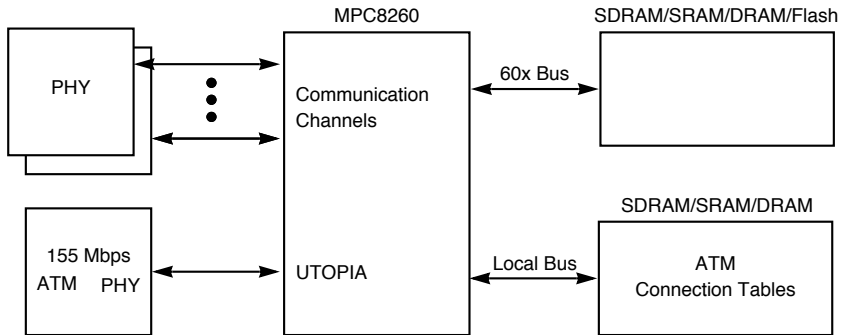 MPC8260
SDRAM/SRAM/DRAM/Flash
PHY
Communication
Channels
60x Bus
SDRAM/SRAM/DRAM
155 Mbps
ATM PHY
UTOPIA
Local Bus
ATM
Connection Tables